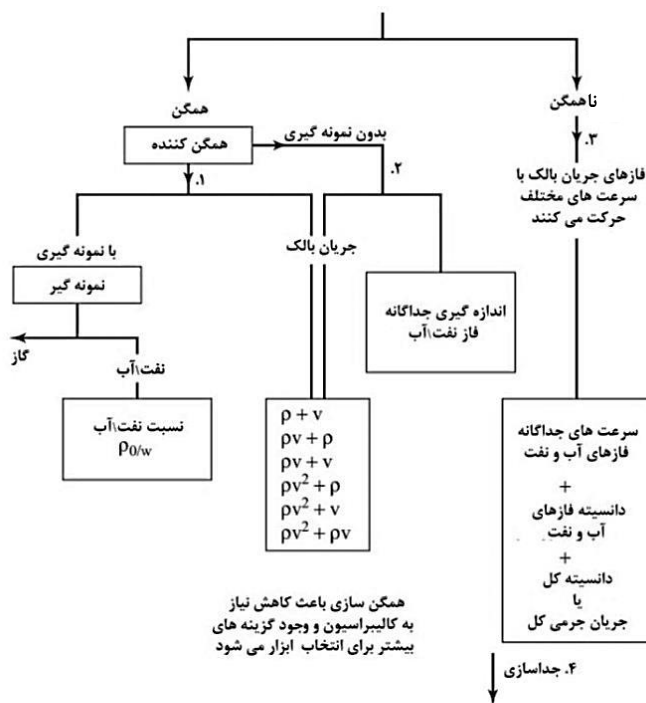 همگن
ناهمگن
همگن کننده
بدون نمونه گیری
۱.
۲.
۳.
فازهای جریان بالک با
سرعت های مختلف
حرکت می کنند
با نمونه گیری
نمونه گیر
جریان بالک
گاز
نفت\آب
اندازه گیری جداگانه
فاز نفت\آب
نسبت نفت\آب
ρ0/w
ρ + v
ρv + ρ
ρv + v
ρv² + ρ
ρv² + v
ρv² + ρv
سرعت های جداگانه
فازهای آب و نفت
+
دانسیته فازهای
آب و نفت
+
دانسیته کل
یا
جریان جرمی کل
همگن سازی باعث کاهش نیاز
به کالیبراسیون و وجود گزینه های
بیشتر برای انتخاب ابزار می شود
۴. جداسازی